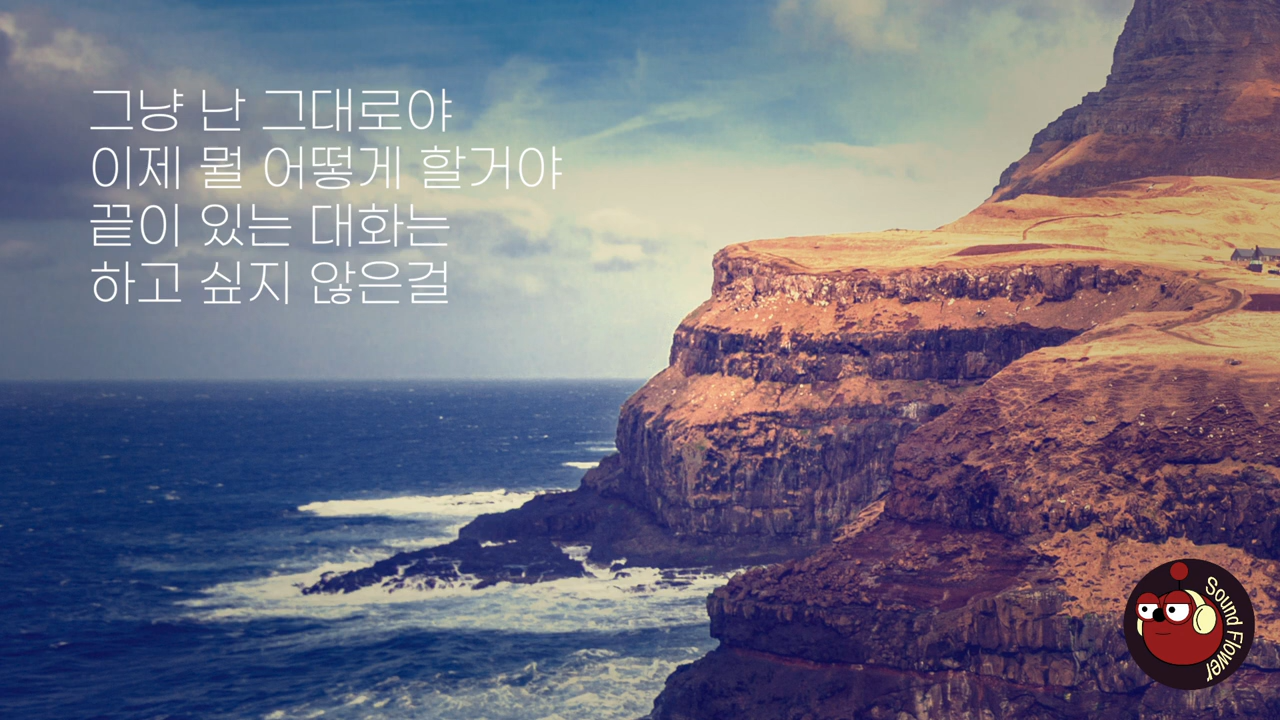 그냥 난 그대로야
이제 뭘 어떻게 할거야
끝이 있는 대화는
하고 싶지 않은걸
Sound Flower